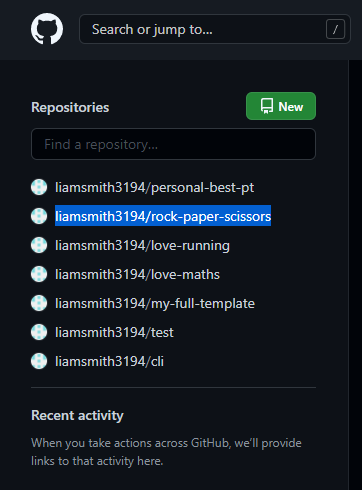 Search or jump to...
/
Repositories
New
Find a repository...
liamsmith3194/personal-best-pt
liamsmith3194/rock-paper-scissors
liamsmith3194/love-running
liamsmith3194/love-maths
liamsmith3194/my-full-template
liamsmith3194/test
liamsmith3194/cli
Recent activity
When you take actions across GitHub, we'll provide
links to that activity here.